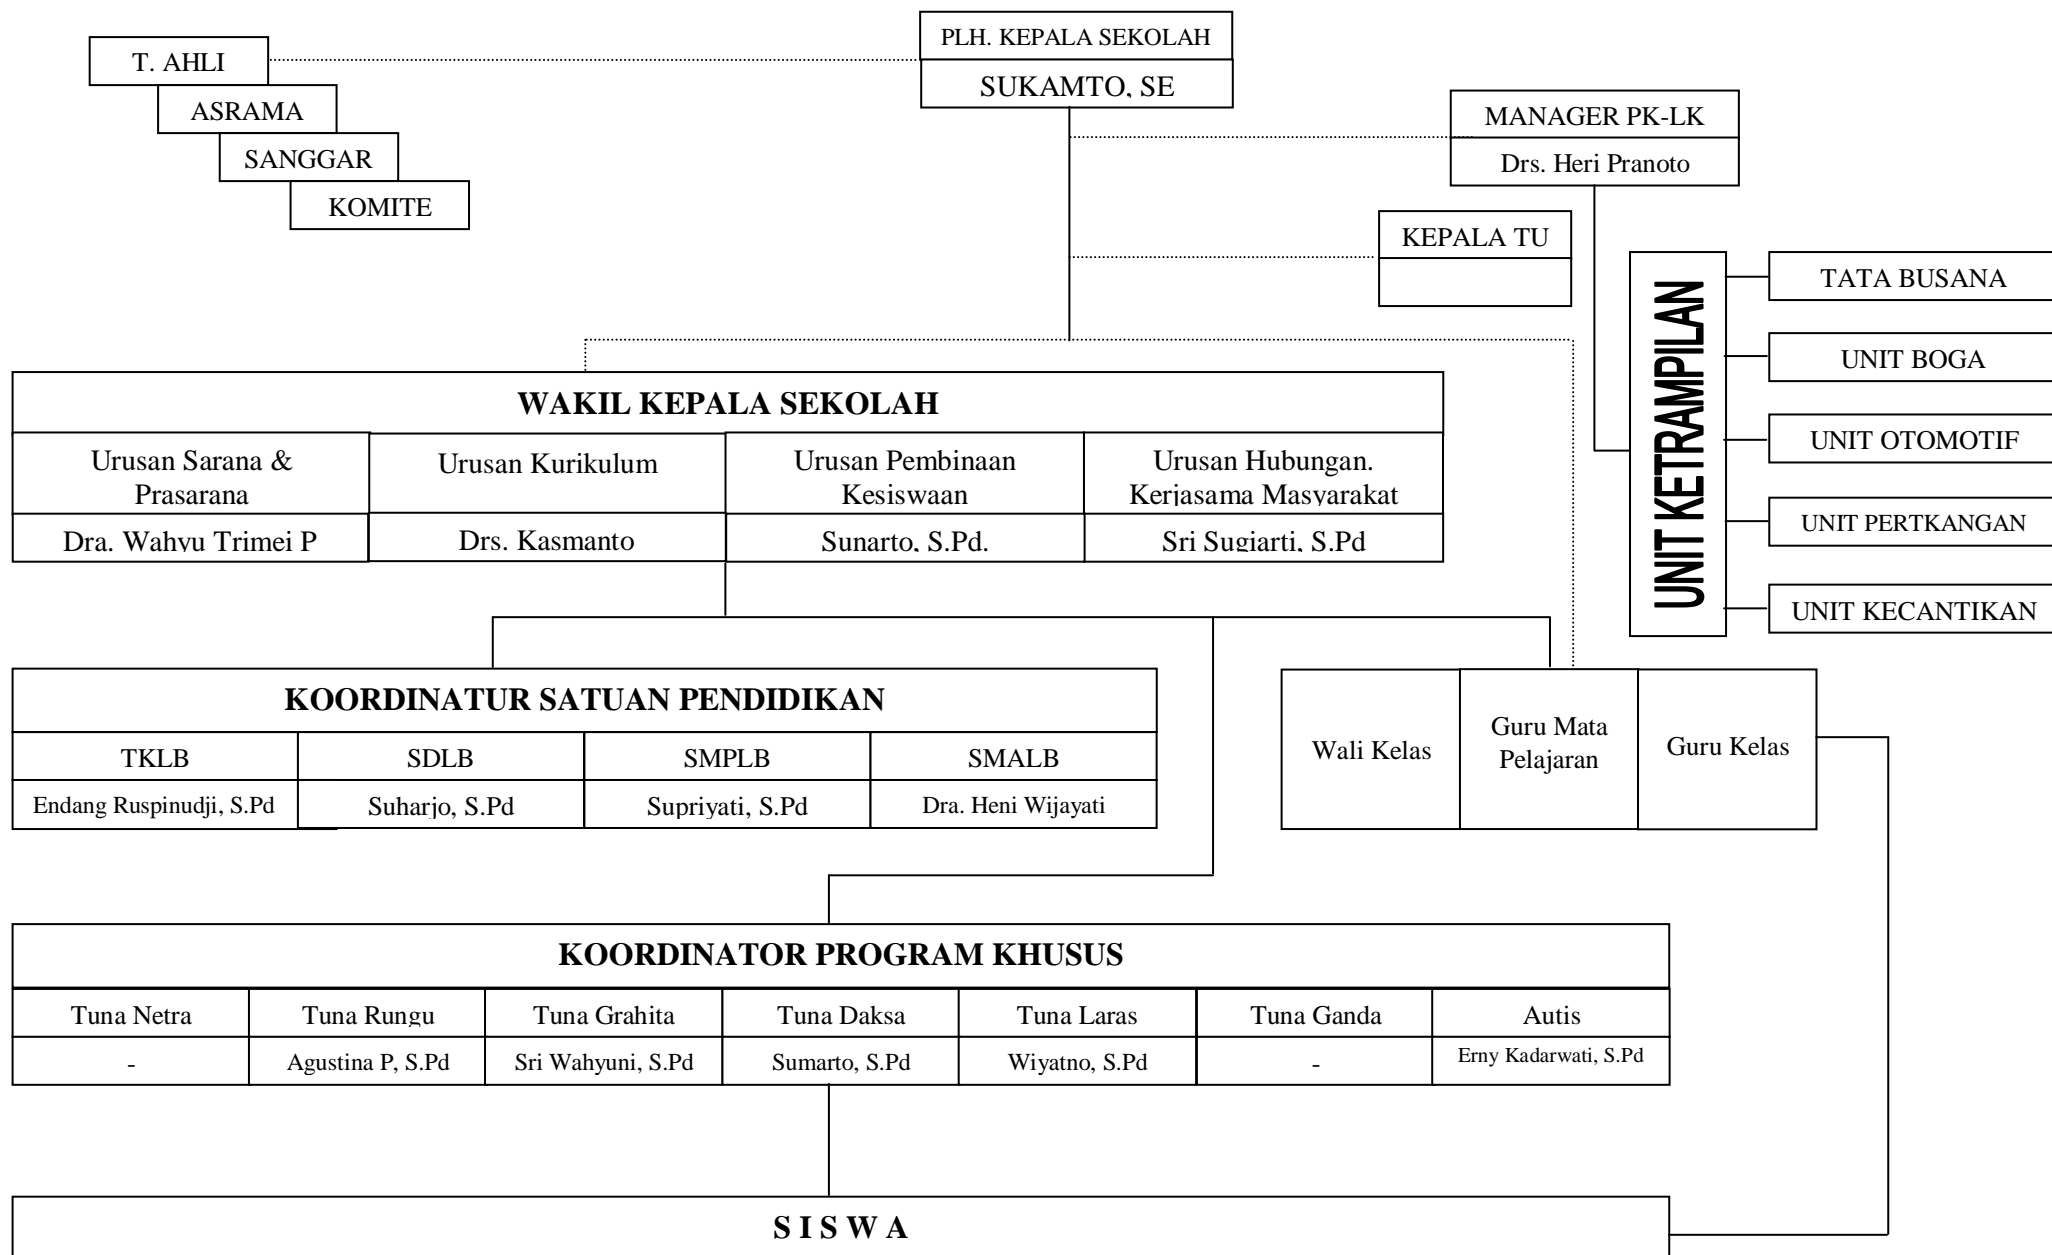 PLH. KEPALA SEKOLAH
SUKAMTO, SE
T. AHLI
ASRAMA
SANGGAR
KOMITE
MANAGER PK-LK
Drs. Heri Pranoto
KEPALA TU
UNIT KETRAMPILAN
TATA BUSANA
UNIT BOGA
UNIT OTOMOTIF
UNIT PERTKANGAN
UNIT KECANTIKAN
WAKIL KEPALA SEKOLAH
Urusan Sarana &
Prasarana
Urusan Kurikulum
Urusan Pembinaan
Kesiswaan
Urusan Hubungan.
Kerjasama Masyarakat
Dra. Wahyu Trimei P
Drs. Kasmanto
Sunarto, S.Pd.
Sri Sugiarti, S.Pd
KOORDINATUR SATUAN PENDIDIKAN
TKLB
SDLB
SMPLB
SMALB
Endang Ruspinudji, S.Pd
Suharjo, S.Pd
Supriyati, S.Pd
Dra. Heni Wijayati
Wali Kelas
Guru Mata
Pelajaran
Guru Kelas
KOORDINATOR PROGRAM KHUSUS
Tuna Netra
Tuna Rungu
Tuna Grahita
Tuna Daksa
Tuna Laras
Tuna Ganda
Autis
-
Agustina P, S.Pd
Sri Wahyuni, S.Pd
Sumarto, S.Pd
Wiyatno, S.Pd
-
Erny Kadarwati, S.Pd
S I S W A